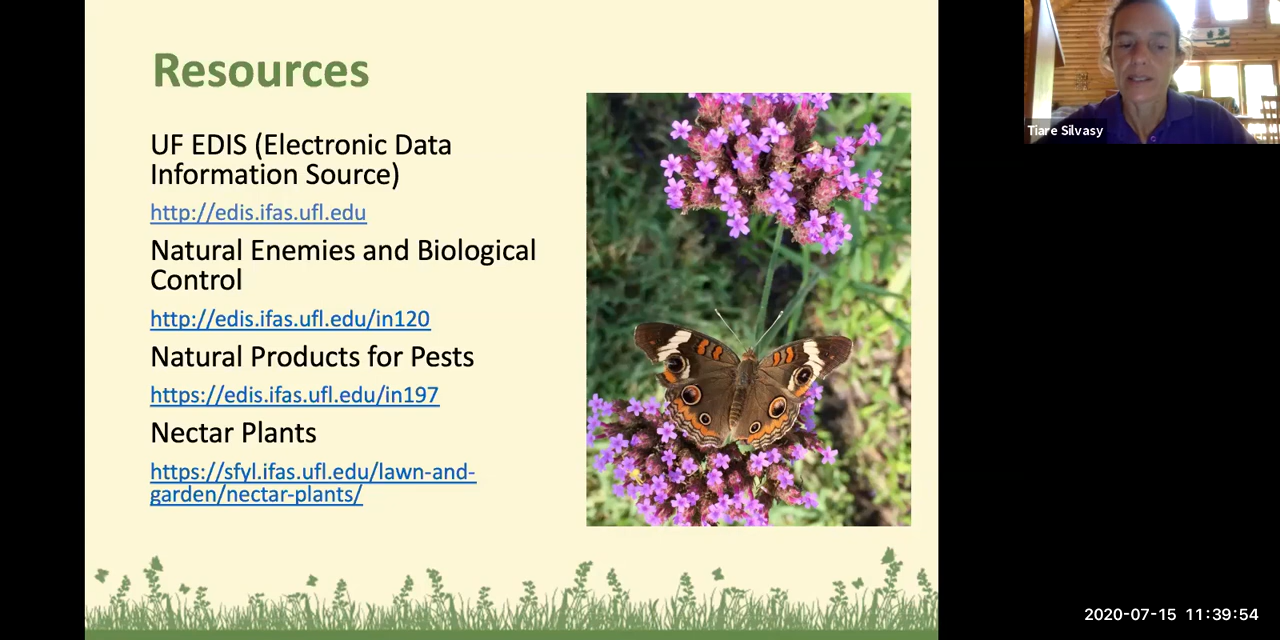 Resources
UF EDIS (Electronic Data
Information Source)
http://edis.ifas.ufl.edu
Natural Enemies and Biological
Control
http://edis.ifas.ufl.edu/in120
Natural Products for Pests
https://edis.ifas.ufl.edu/in197
Nectar Plants
https://sfyl.ifas.ufl.edu/lawn-and-
garden/nectar-plants/
Tiare Silvasy
2020-07-15 11:39:54